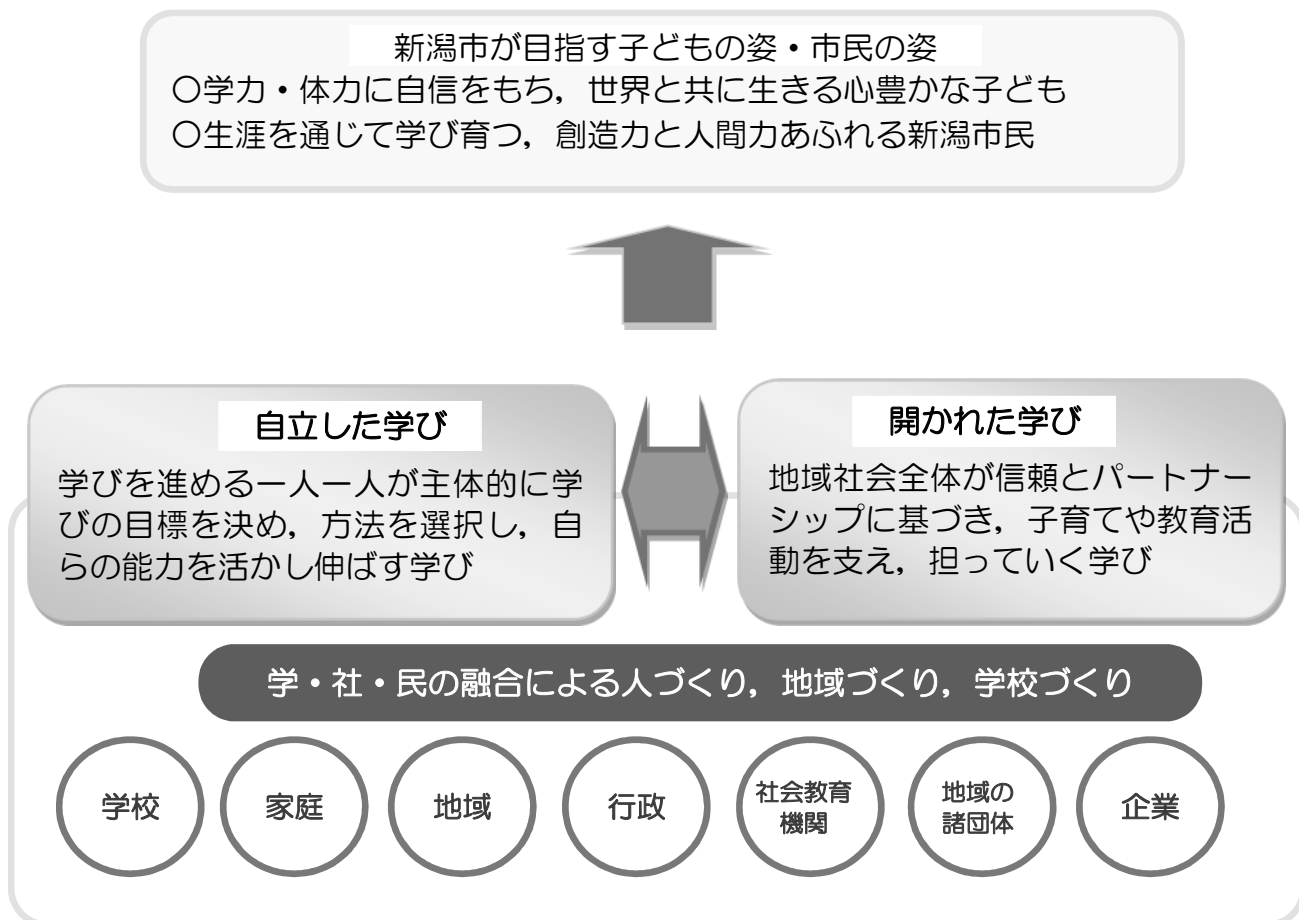 新潟市が目指す子どもの姿・市民の姿
○学力・体力に自信をもち，世界と共に生きる心豊かな子ども
○生涯を通じて学び育つ，創造力と人間力あふれる新潟市民
自立した学び
学びを進める一人一人が主体的に学
びの目標を決め，方法を選択し，自
らの能力を活かし伸ばす学び
開かれた学び
地域社会全体が信頼とパートナー
シップに基づき，子育てや教育活
動を支え，担っていく学び
学・社・民の融合による人づくり，地域づくり，学校づくり
学校
家庭
地域
行政
社会教育
機関
地域の
諸団体
企業